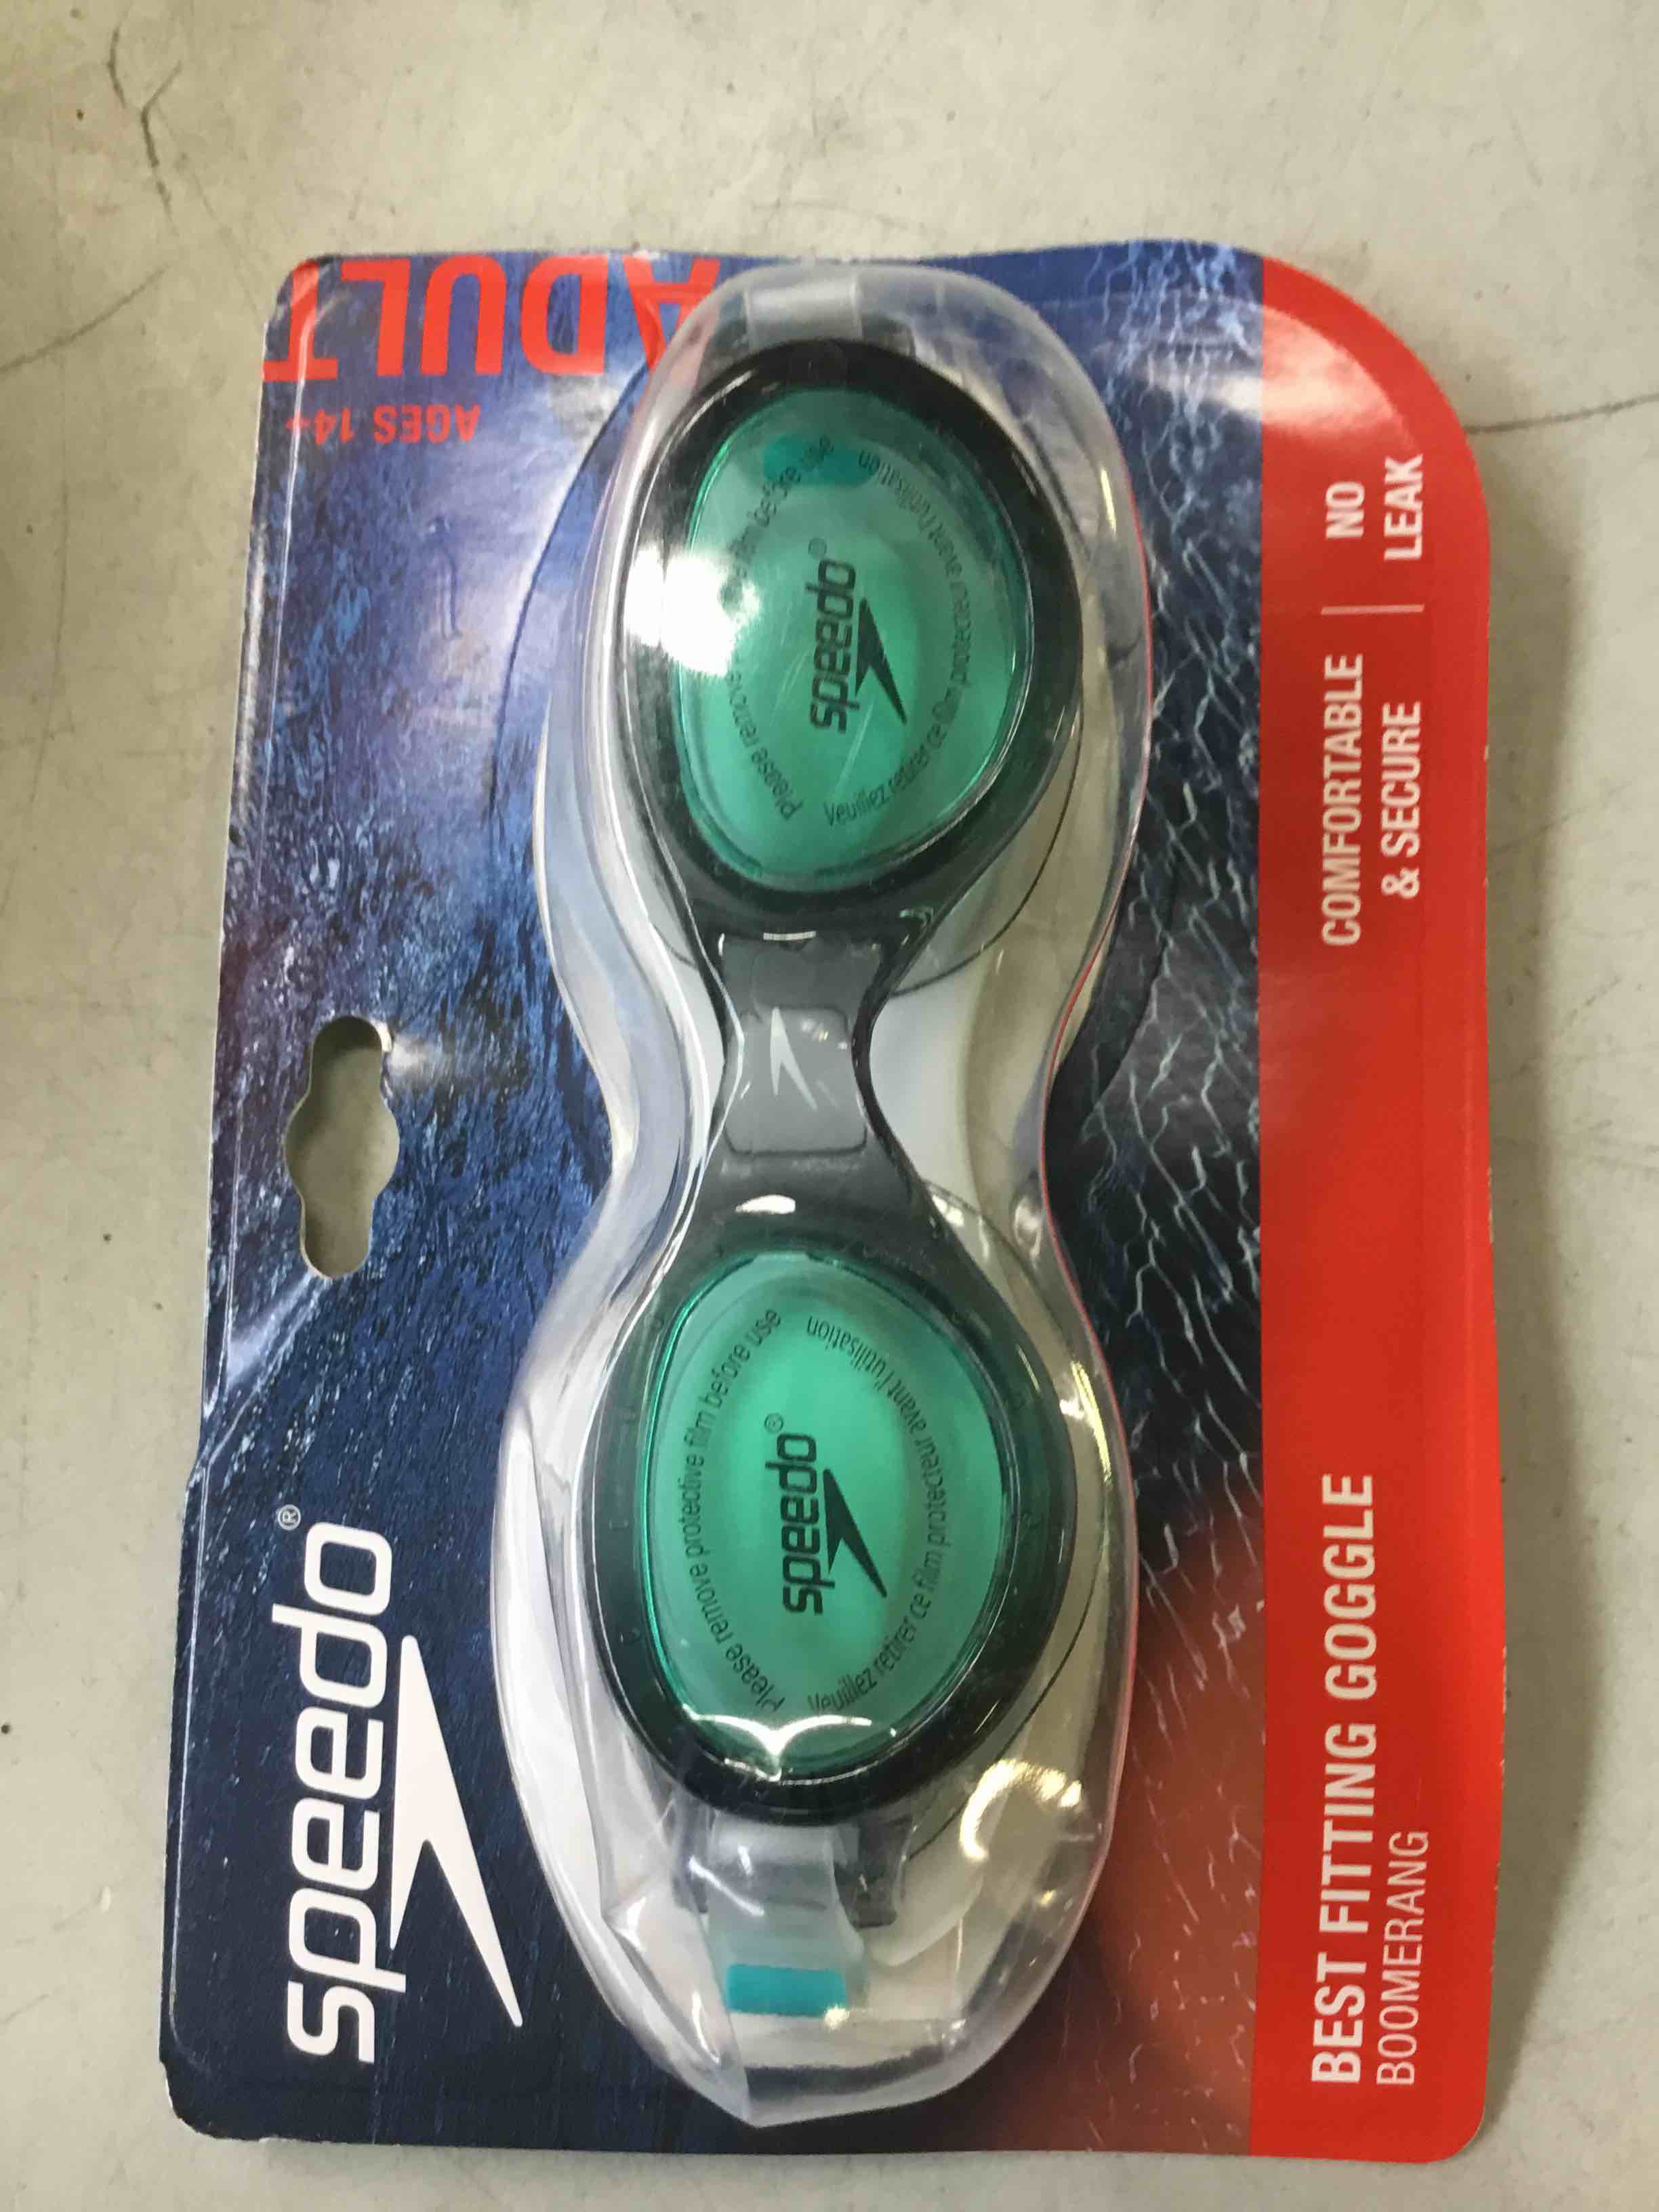 speedo®
ADULT
AGES 14+
Please remove protective film before use
speedo®
Veuillez retirer ce film protecteur avant l'utilisation
Please remove film before use
speedo®
Veuillez retirer ce film protecteur avant l'utilisation
BEST FITTING GOGGLE
BOOMERANG
COMFORTABLE
& SECURE
NO
LEAK